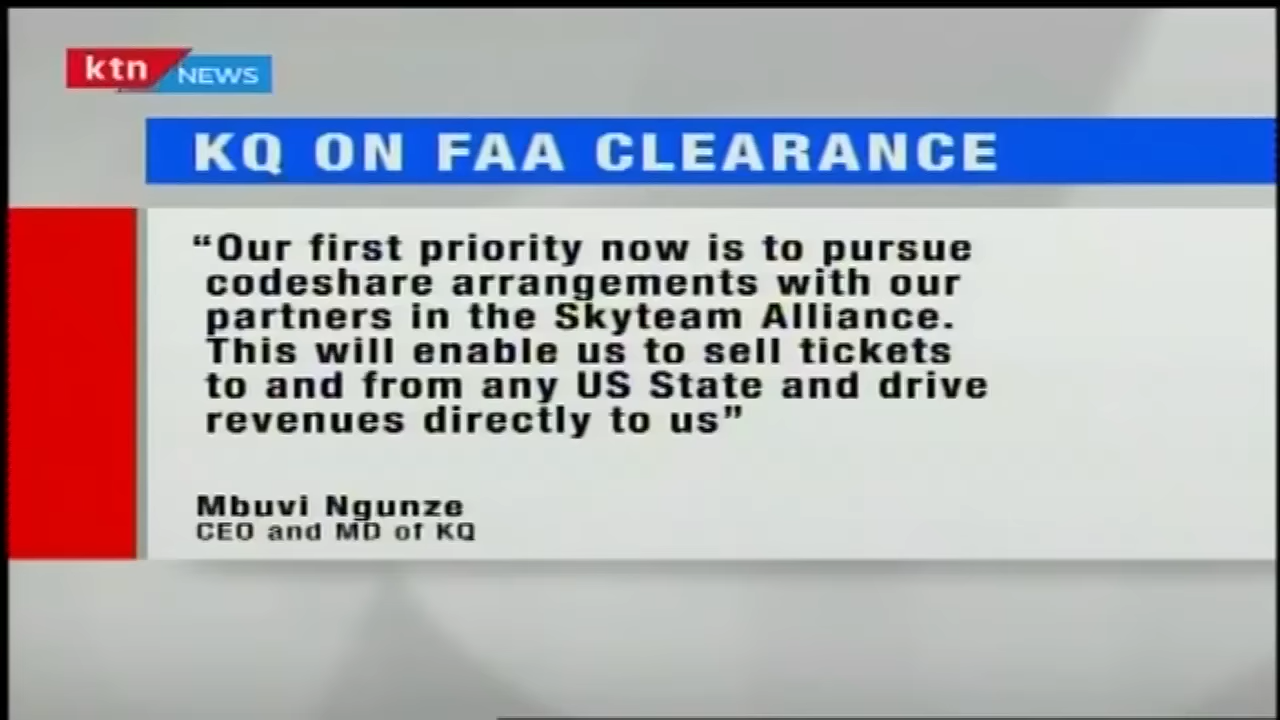 ktn NEWS
KQ ON FAA CLEARANCE
“Our first priority now is to pursue
codeshare arrangements with our
partners in the Skyteam Alliance.
This will enable us to sell tickets
to and from any US State and drive
revenues directly to us”
Mbuvi Ngunze
CEO and MD of KQ